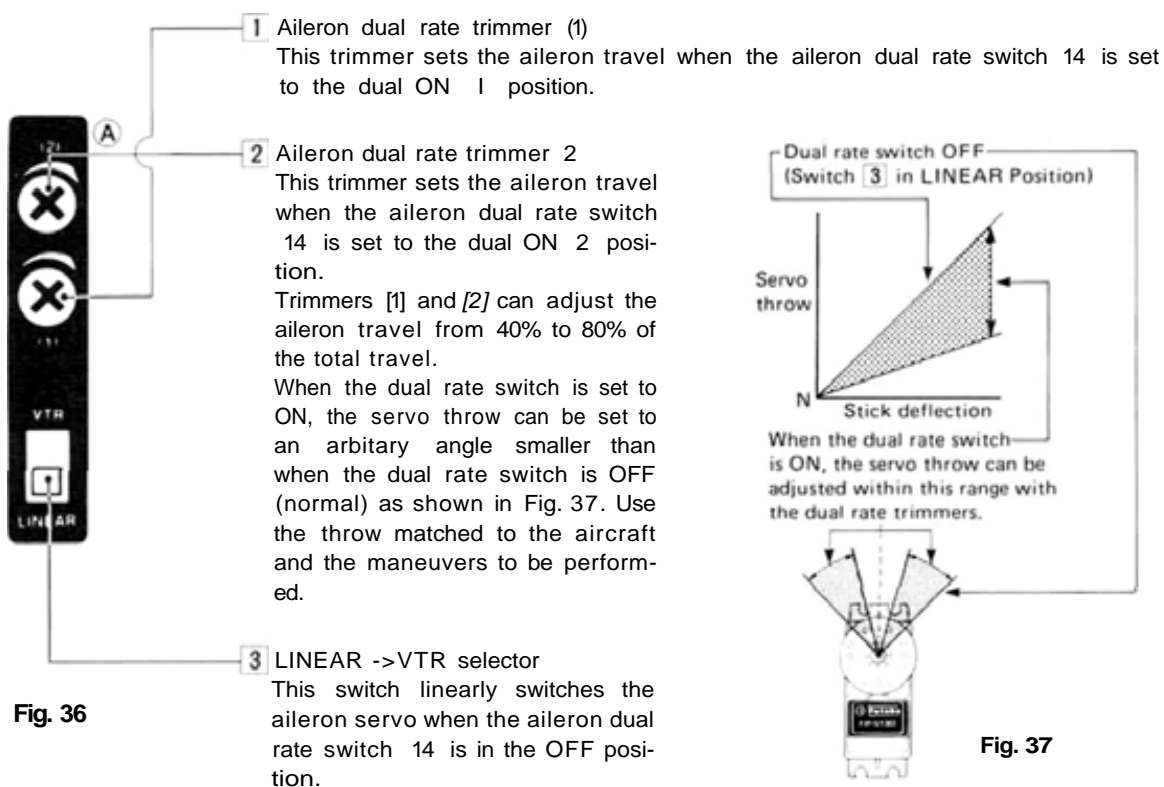 1 Aileron dual rate trimmer (1)
This trimmer sets the aileron travel when the aileron dual rate switch 14 is set
to the dual ON I position.
A
(2)
(1)
VTR
LINEAR
2 Aileron dual rate trimmer 2
This trimmer sets the aileron travel
when the aileron dual rate switch
14 is set to the dual ON 2 posi-
tion.
Trimmers [1] and [2] can adjust the
aileron travel from 40% to 80% of
the total travel.
When the dual rate switch is set to
ON, the servo throw can be set to
an arbitary angle smaller than
when the dual rate switch is OFF
(normal) as shown in Fig. 37. Use
the throw matched to the aircraft
and the maneuvers to be perform-
ed.
3 LINEAR ->VTR selector
This switch linearly switches the
aileron servo when the aileron dual
rate switch 14 is in the OFF posi-
tion.
Fig. 36
Dual rate switch OFF
(Switch 3 in LINEAR Position)
Servo
throw
N
Stick deflection
When the dual rate switch
is ON, the servo throw can be
adjusted within this range with
the dual rate trimmers.
Futaba
Fig. 37